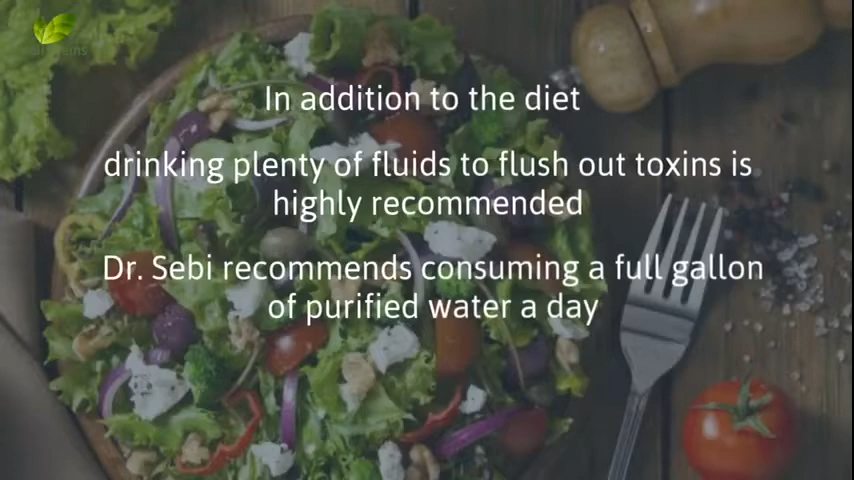 In addition to the diet
drinking plenty of fluids to flush out toxins is
highly recommended
Dr. Sebi recommends consuming a full gallon
of purified water a day